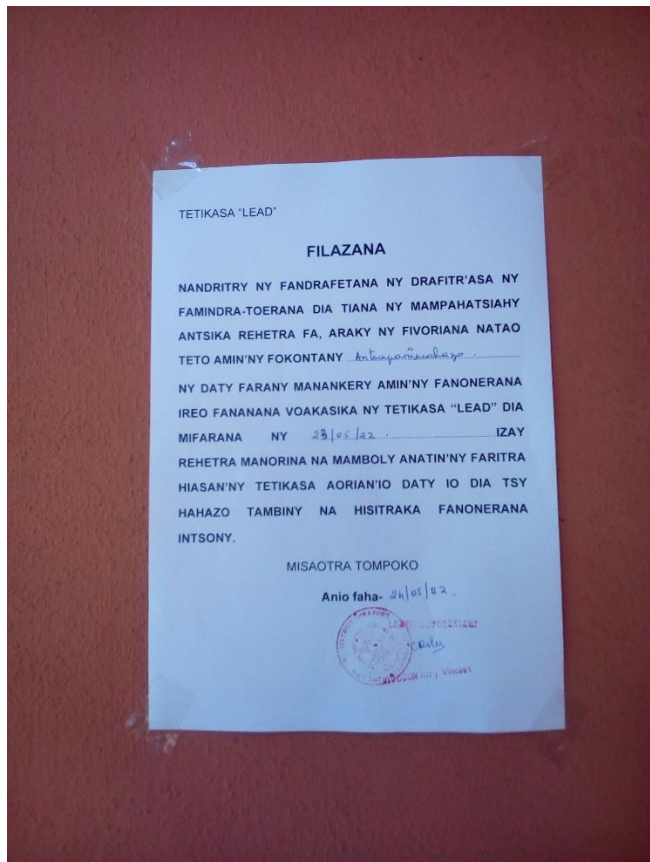 TETIKASA "LEAD"
FILAZANA
NANDRITRY NY FANDRAFETANA NY DRAFITR'ASA NY
FAMINDRA-TOERANA DIA TIANA NY MAMPAHATSIAHY
ANTSIKA REHETRA FA, ARAKY NY FIVORIANA NATAO
TETO AMIN'NY FOKONTANY
NY DATY FARANY MANANKERY AMIN'NY FANONERANA
IREO FANANANA VOAKASIKA NY TETIKASA "LEAD" DIA
MIFARANA NY 23/05/22 IZAY
REHETRA MANORINA NA MAMBOLY ANATIN'NY FARITRA
HIASAN'NY TETIKASA AORIAN'IO DATY IO DIA TSY
HAHAZO TAMBINY NA HISITRAKA FANONERANA
INTSONY.
MISAOTRA TOMPOKO
Anio faha- 24/05/22.